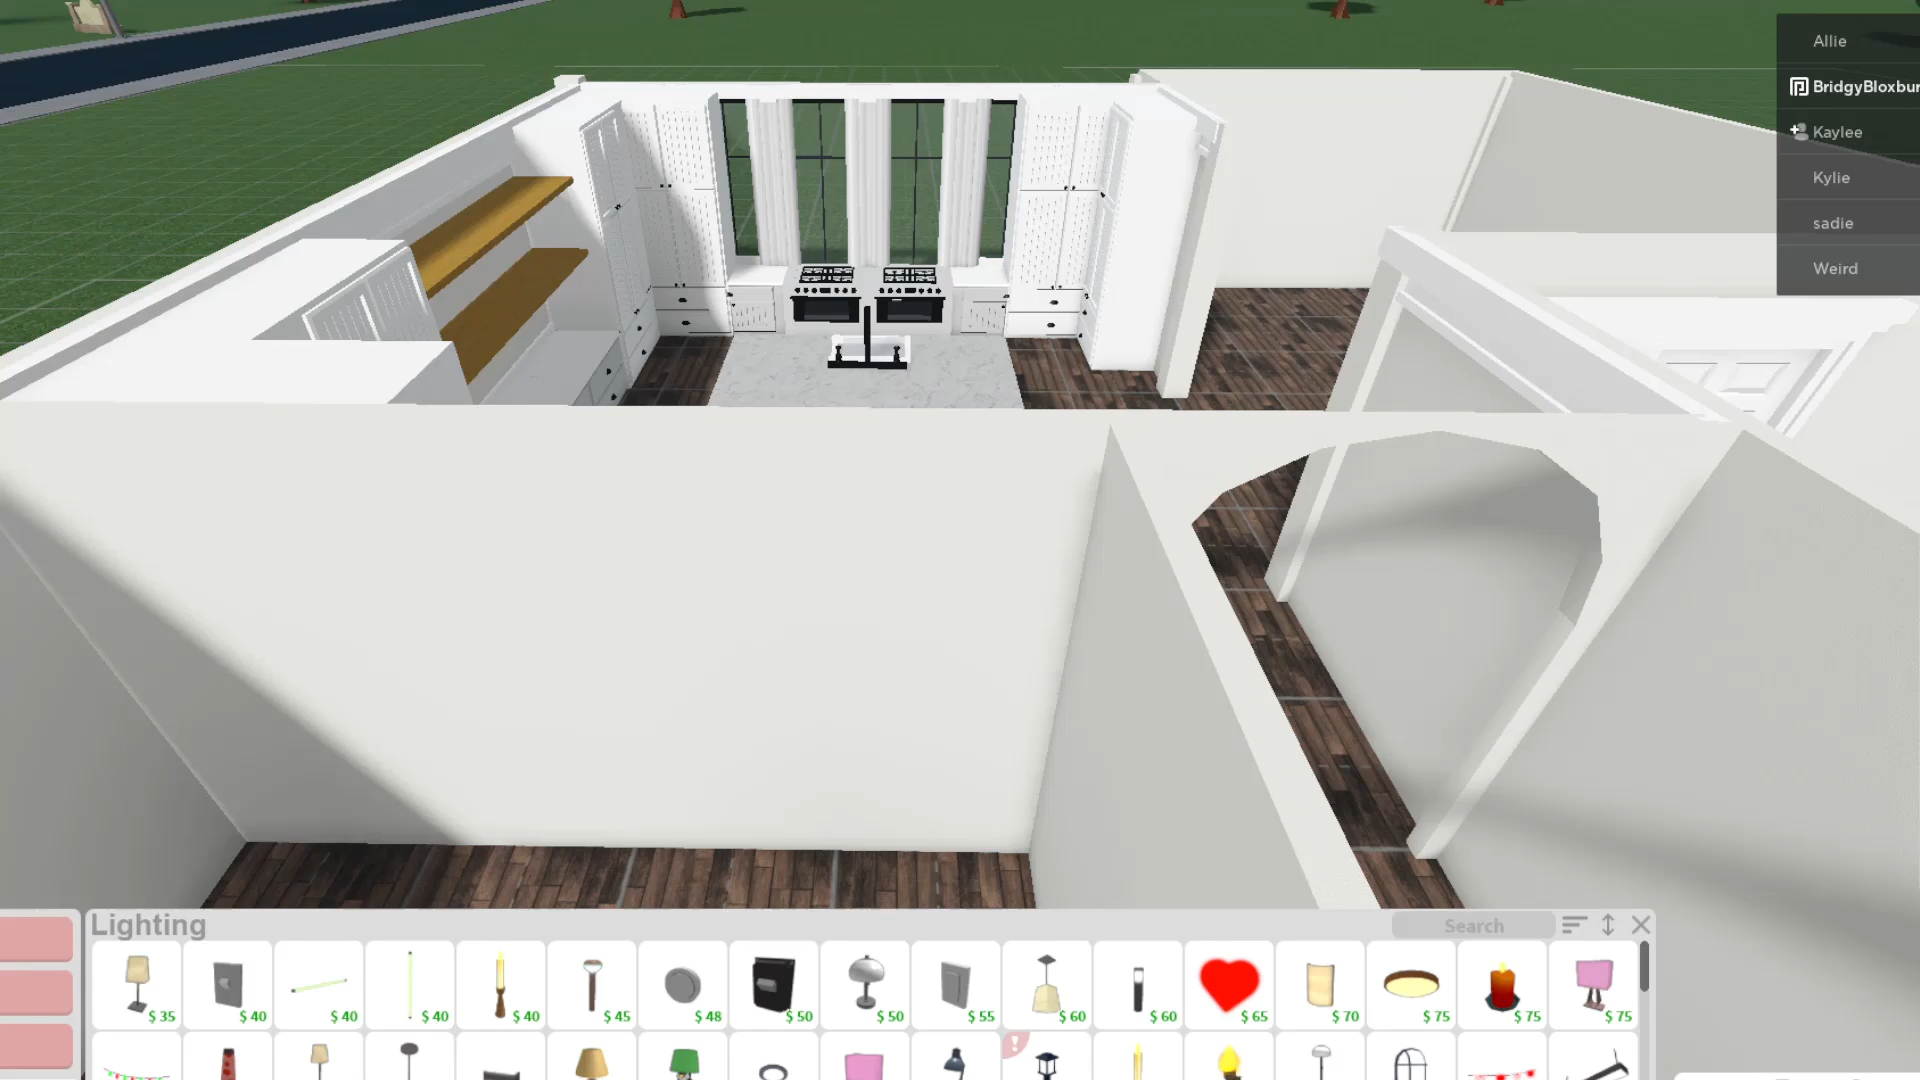 Allie
BridgyBloxbur
Kaylee
Kylie
sadie
Weird
Lighting
Search
$ 35
$ 40
$ 40
$ 40
$ 40
$ 45
$ 48
$ 50
$ 50
$ 55
$ 60
$ 60
$ 65
$ 70
$ 75
$ 75
$ 75